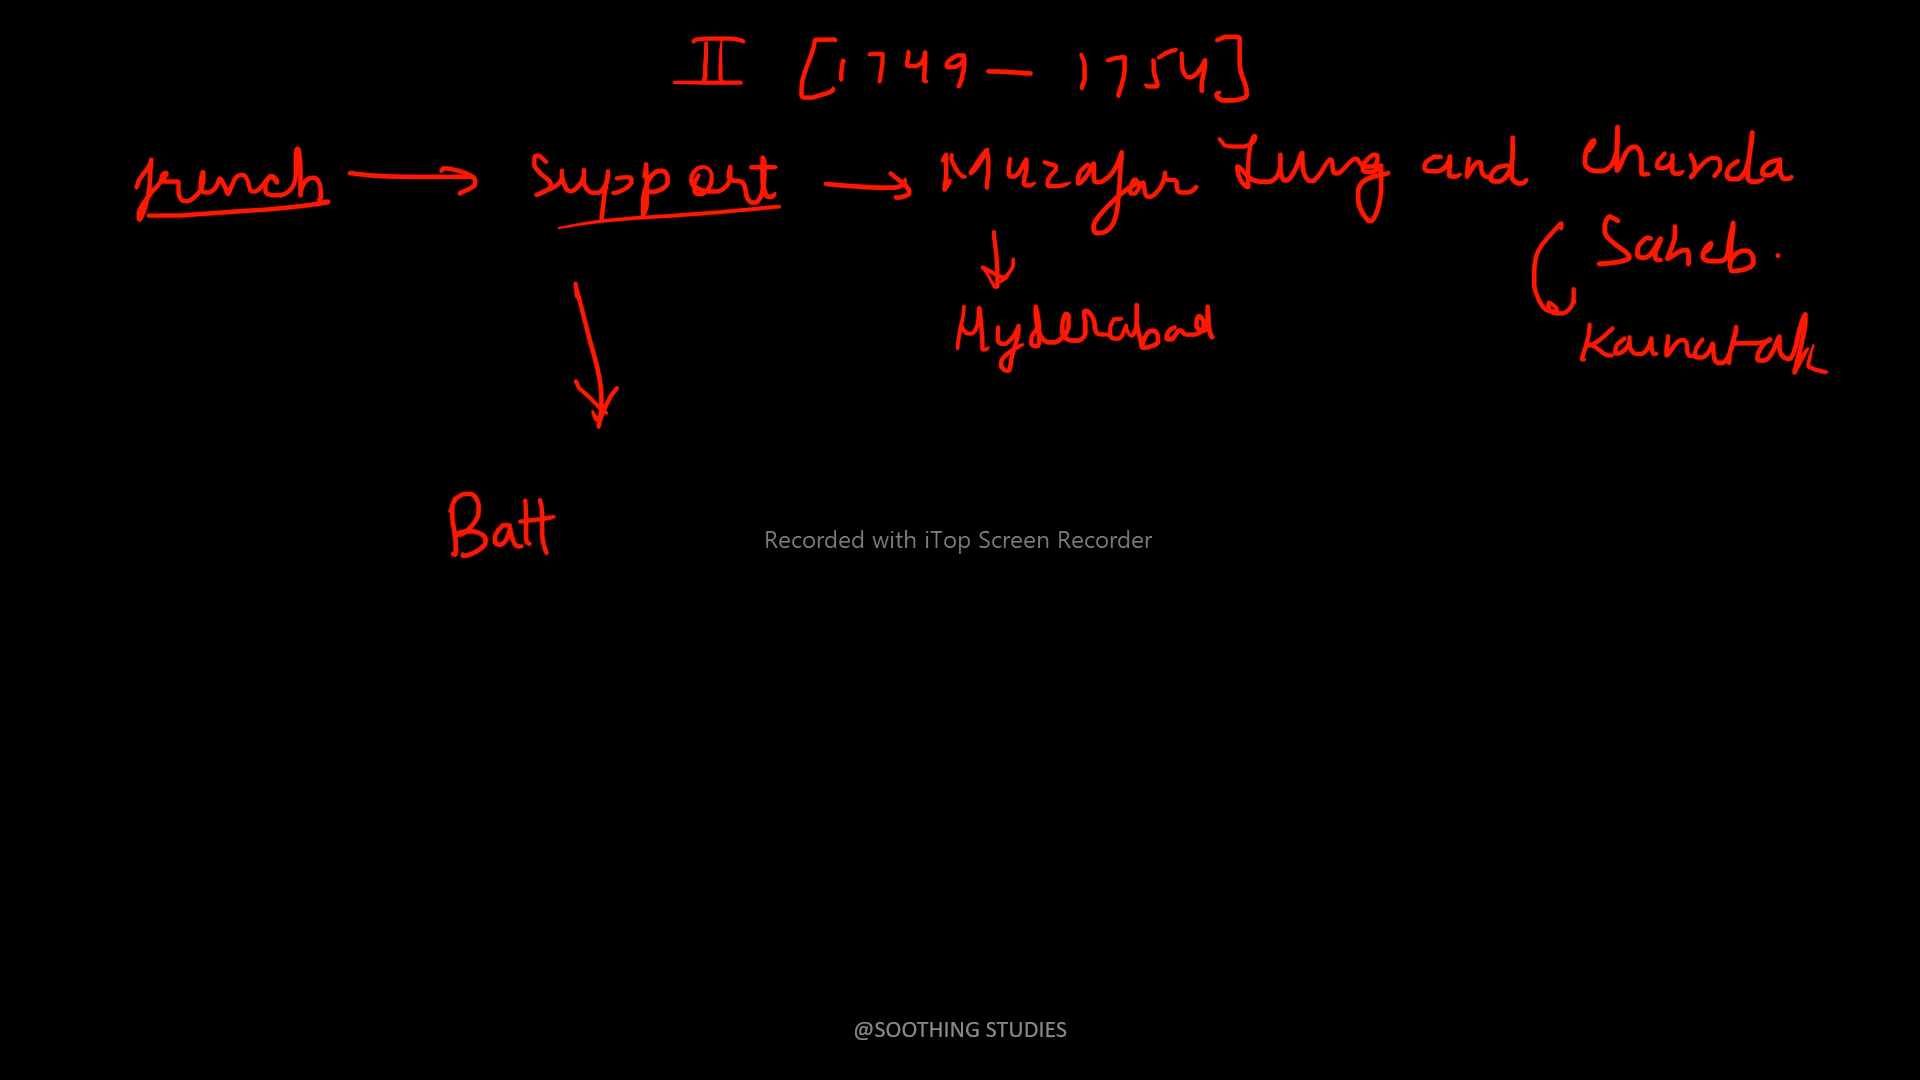 II [1749 – 1754]
french → support → Muzafar Jung and Chanda
Saheb.
Hyderabad
Karnatak
Batt
Recorded with iTop Screen Recorder
@SOOTHING STUDIES